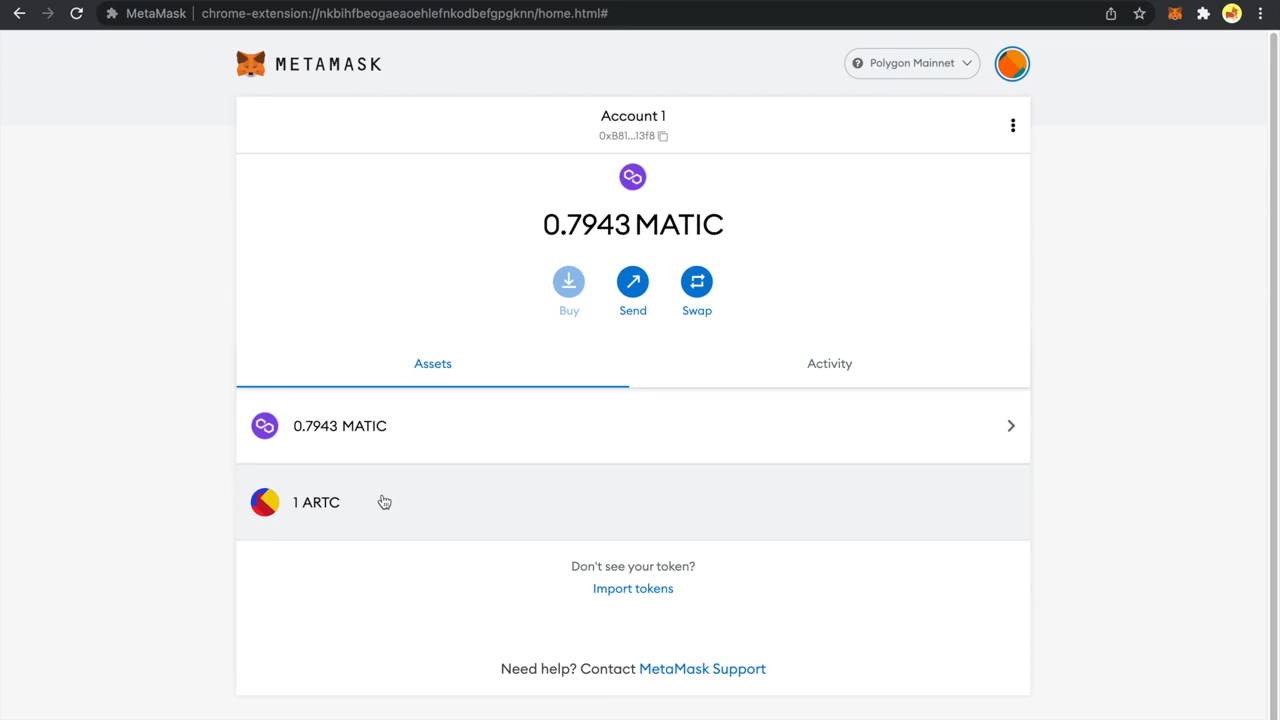 MetaMask | chrome-extension://nkbihfbeogaeaoehlefnkodbefgpgknn/home.html#
METAMASK
Polygon Mainnet
Account 1
0xB81...13f8
0.7943 MATIC
Buy
Send
Swap
Assets
Activity
0.7943 MATIC
1 ARTC
Don't see your token?
Import tokens
Need help? Contact MetaMask Support